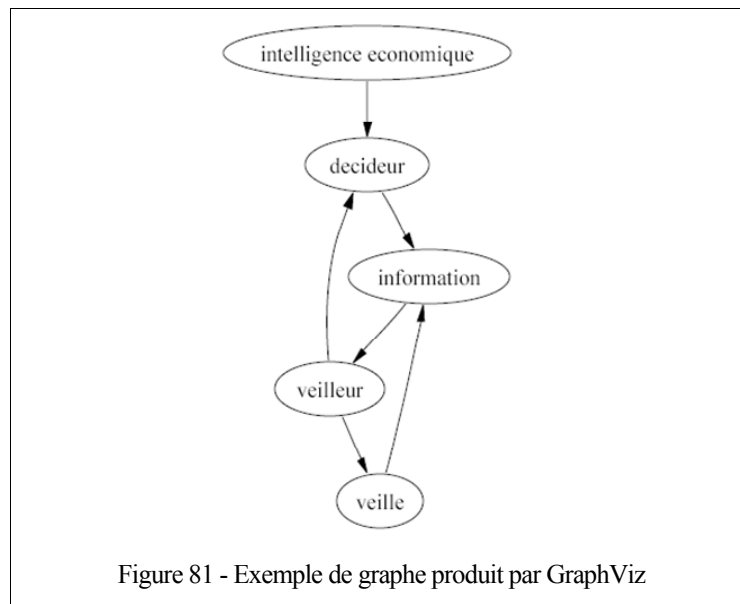 intelligence economique
decideur
information
veilleur
veille
Figure 81 - Exemple de graphe produit par GraphViz